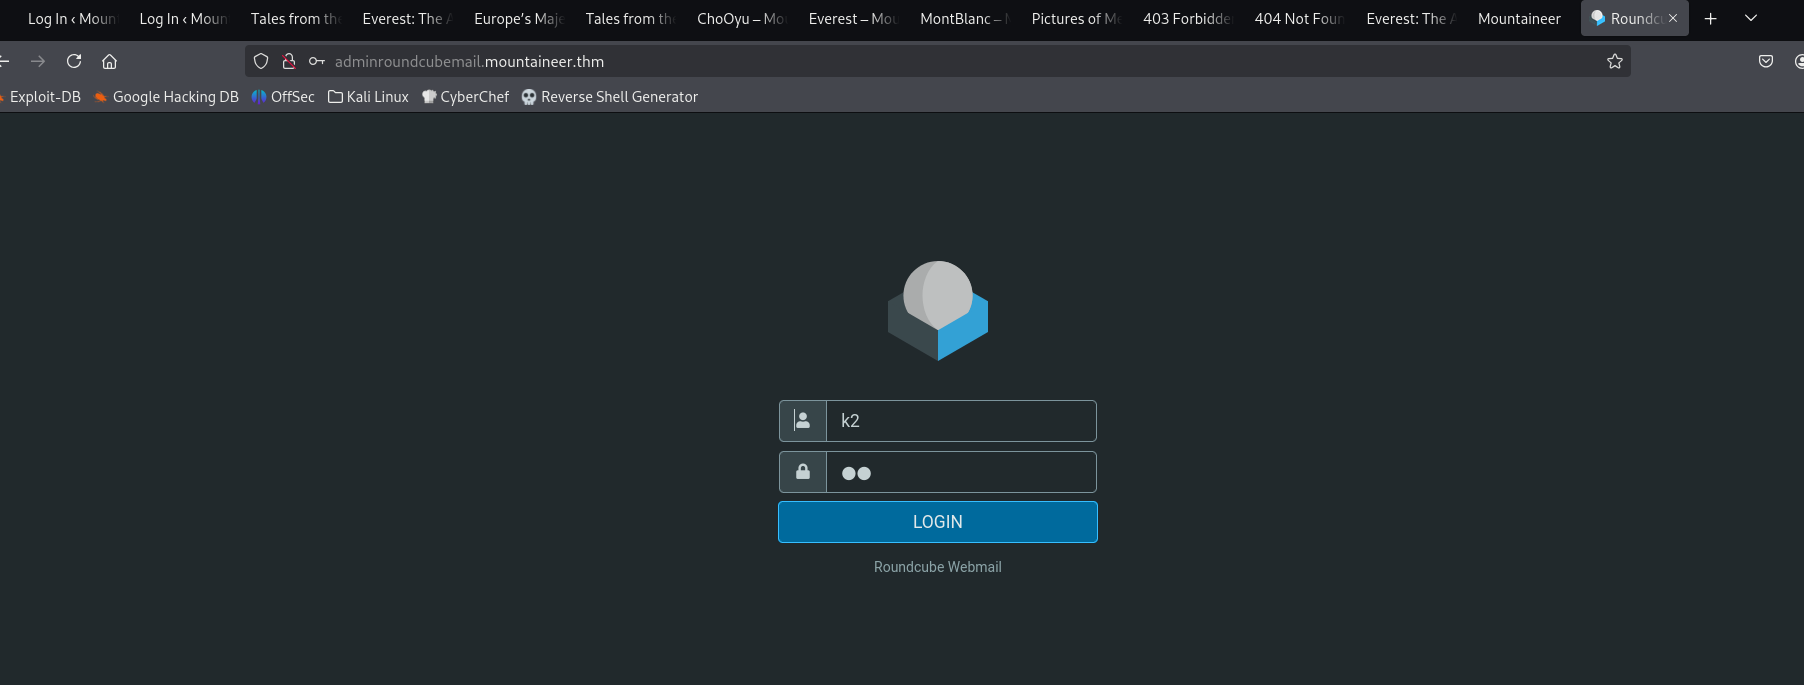 Log In ‹ Moun Log In ‹ Moun Tales from th Everest: The A Europe's Maje Tales from th ChoOyu – Mo Everest – Mou MontBlanc – M Pictures of Mo 403 Forbidde 404 Not Foun Everest: The A Mountaineer Roundcu
adminroundcubemail.mountaineer.thm
Exploit-DB Google Hacking DB OffSec Kali Linux CyberChef Reverse Shell Generator
k2
LOGIN
Roundcube Webmail